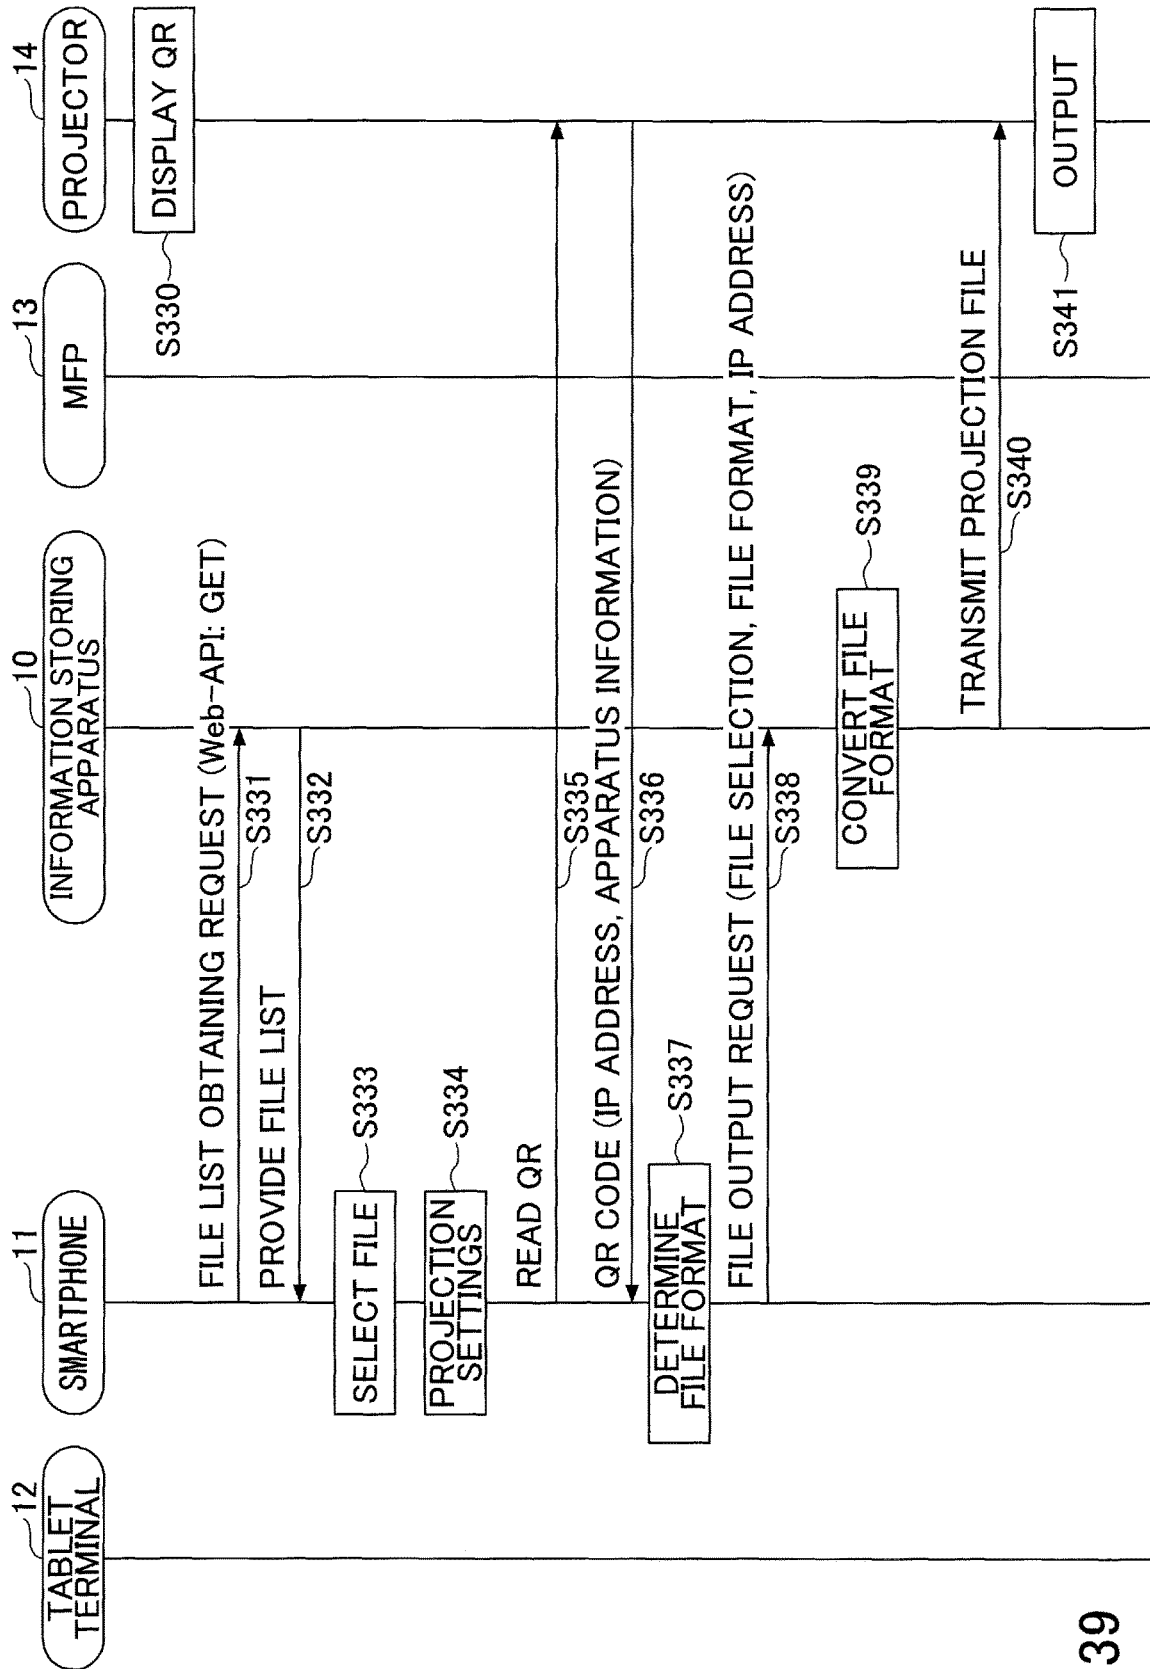 12
TABLET
TERMINAL
11
SMARTPHONE
10
INFORMATION STORING
APPARATUS
13
MFP
14
PROJECTOR
DISPLAY QR
S330
FILE LIST OBTAINING REQUEST (Web-API: GET)
S331
PROVIDE FILE LIST
S332
SELECT FILE
S333
PROJECTION
SETTINGS
S334
READ QR
S335
QR CODE (IP ADDRESS, APPARATUS INFORMATION)
S336
DETERMINE
FILE FORMAT
S337
FILE OUTPUT REQUEST (FILE SELECTION, FILE FORMAT, IP ADDRESS)
S338
CONVERT FILE
FORMAT
S339
TRANSMIT PROJECTION FILE
S340
OUTPUT
S341
39